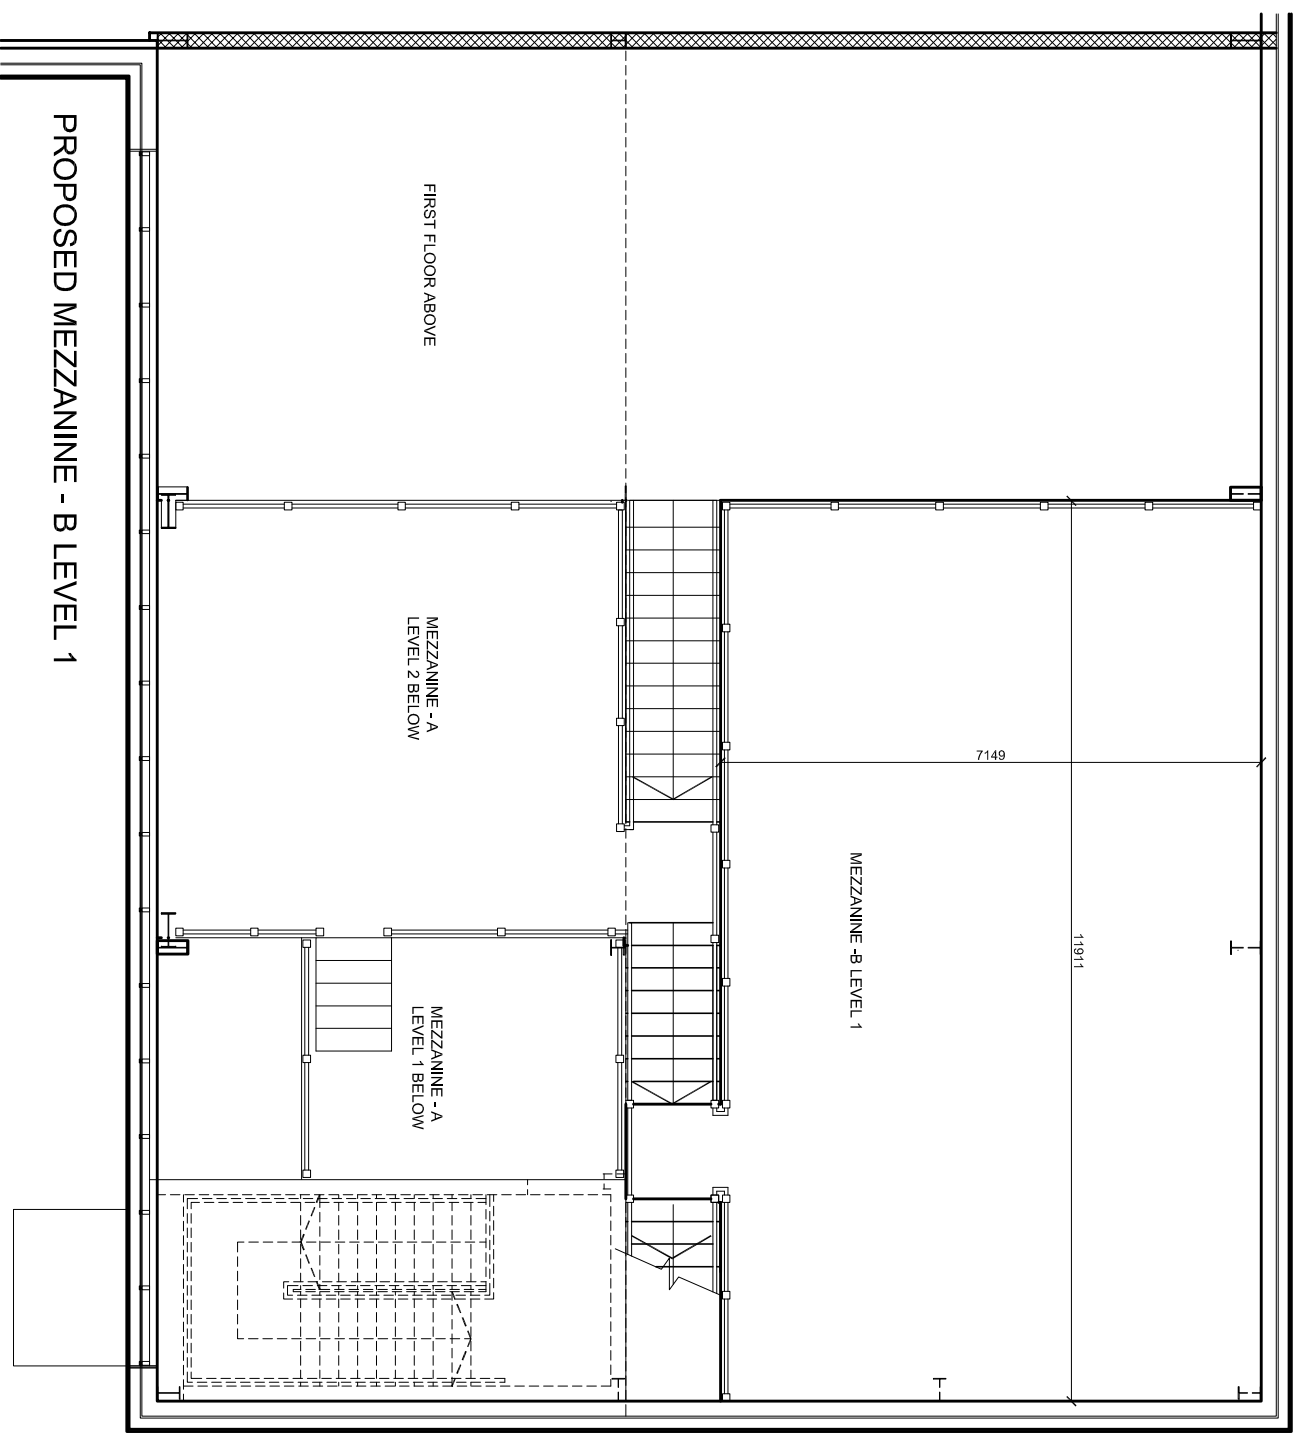 PROPOSED MEZZANINE - B LEVEL 1
FIRST FLOOR ABOVE
MEZZANINE - A
LEVEL 2 BELOW
MEZZANINE - A
LEVEL 1 BELOW
MEZZANINE -B LEVEL 1
7149
11911